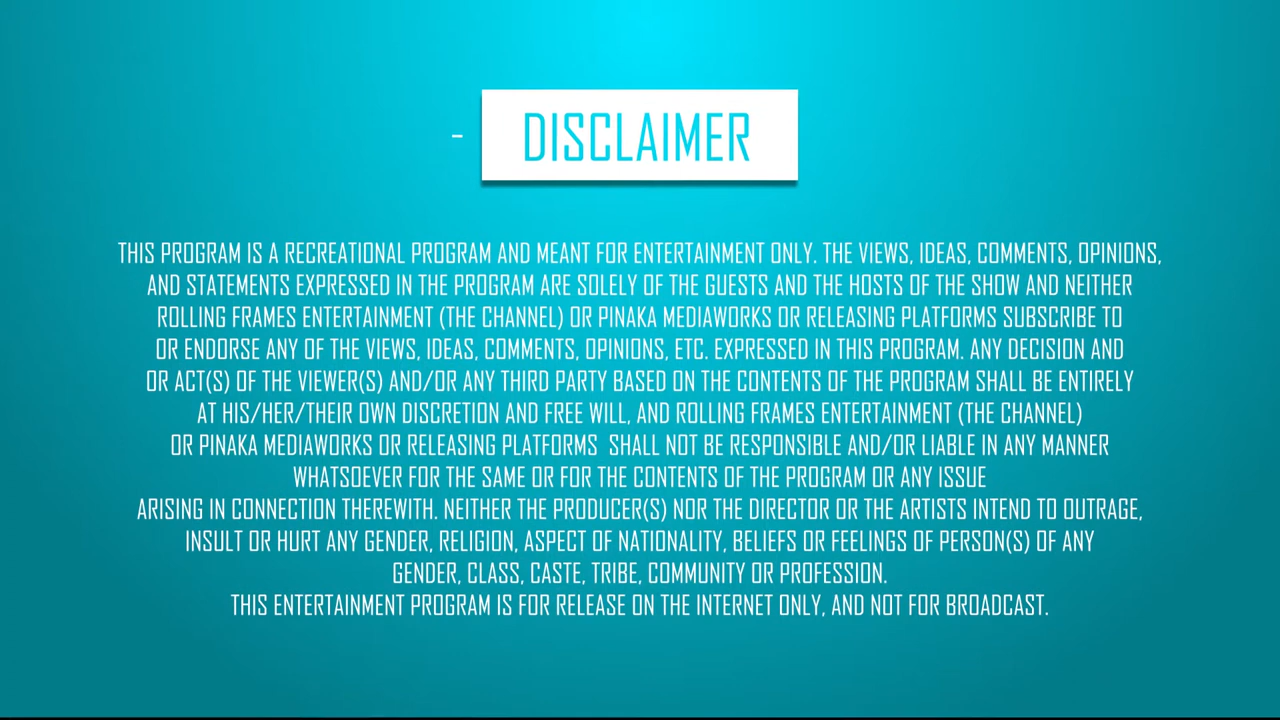 - DISCLAIMER
THIS PROGRAM IS A RECREATIONAL PROGRAM AND MEANT FOR ENTERTAINMENT ONLY. THE VIEWS, IDEAS, COMMENTS, OPINIONS,
AND STATEMENTS EXPRESSED IN THE PROGRAM ARE SOLELY OF THE GUESTS AND THE HOSTS OF THE SHOW AND NEITHER
ROLLING FRAMES ENTERTAINMENT (THE CHANNEL) OR PINAKA MEDIAWORKS OR RELEASING PLATFORMS SUBSCRIBE TO
OR ENDORSE ANY OF THE VIEWS, IDEAS, COMMENTS, OPINIONS, ETC. EXPRESSED IN THIS PROGRAM. ANY DECISION AND
OR ACT(S) OF THE VIEWER(S) AND/OR ANY THIRD PARTY BASED ON THE CONTENTS OF THE PROGRAM SHALL BE ENTIRELY
AT HIS/HER/THEIR OWN DISCRETION AND FREE WILL, AND ROLLING FRAMES ENTERTAINMENT (THE CHANNEL)
OR PINAKA MEDIAWORKS OR RELEASING PLATFORMS SHALL NOT BE RESPONSIBLE AND/OR LIABLE IN ANY MANNER
WHATSOEVER FOR THE SAME OR FOR THE CONTENTS OF THE PROGRAM OR ANY ISSUE
ARISING IN CONNECTION THEREWITH. NEITHER THE PRODUCER(S) NOR THE DIRECTOR OR THE ARTISTS INTEND TO OUTRAGE,
INSULT OR HURT ANY GENDER, RELIGION, ASPECT OF NATIONALITY, BELIEFS OR FEELINGS OF PERSON(S) OF ANY
GENDER, CLASS, CASTE, TRIBE, COMMUNITY OR PROFESSION.
THIS ENTERTAINMENT PROGRAM IS FOR RELEASE ON THE INTERNET ONLY, AND NOT FOR BROADCAST.